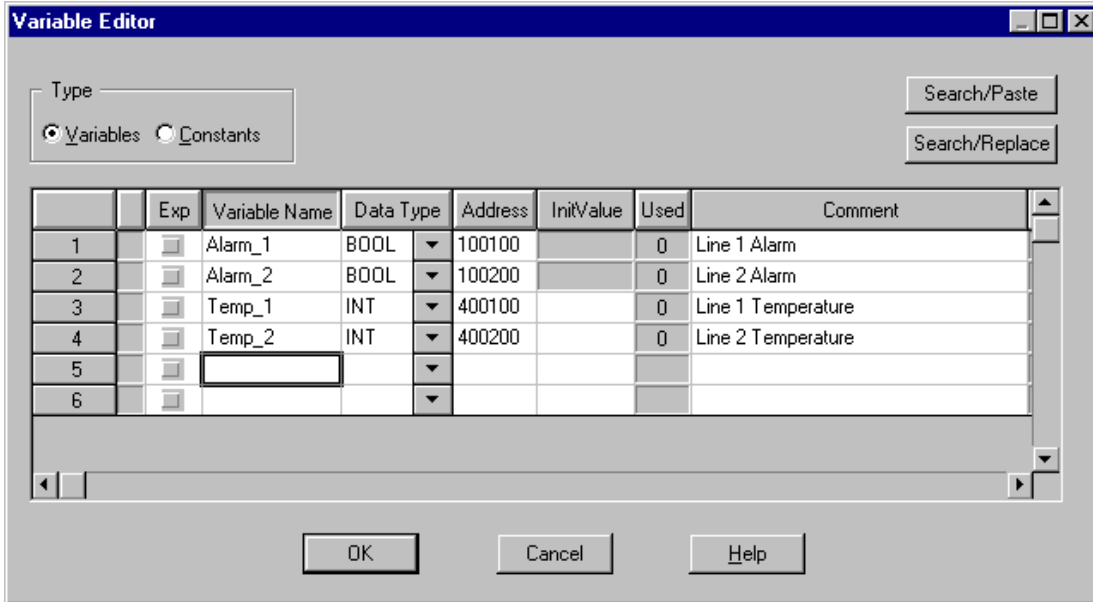 Variable Editor
Type
Variables Constants
Search/Paste
Search/Replace
Exp Variable Name Data Type Address InitValue Used Comment
1 Alarm_1 BOOL 100100 0 Line 1 Alarm
2 Alarm_2 BOOL 100200 0 Line 2 Alarm
3 Temp_1 INT 400100 0 Line 1 Temperature
4 Temp_2 INT 400200 0 Line 2 Temperature
5
6
OK Cancel Help